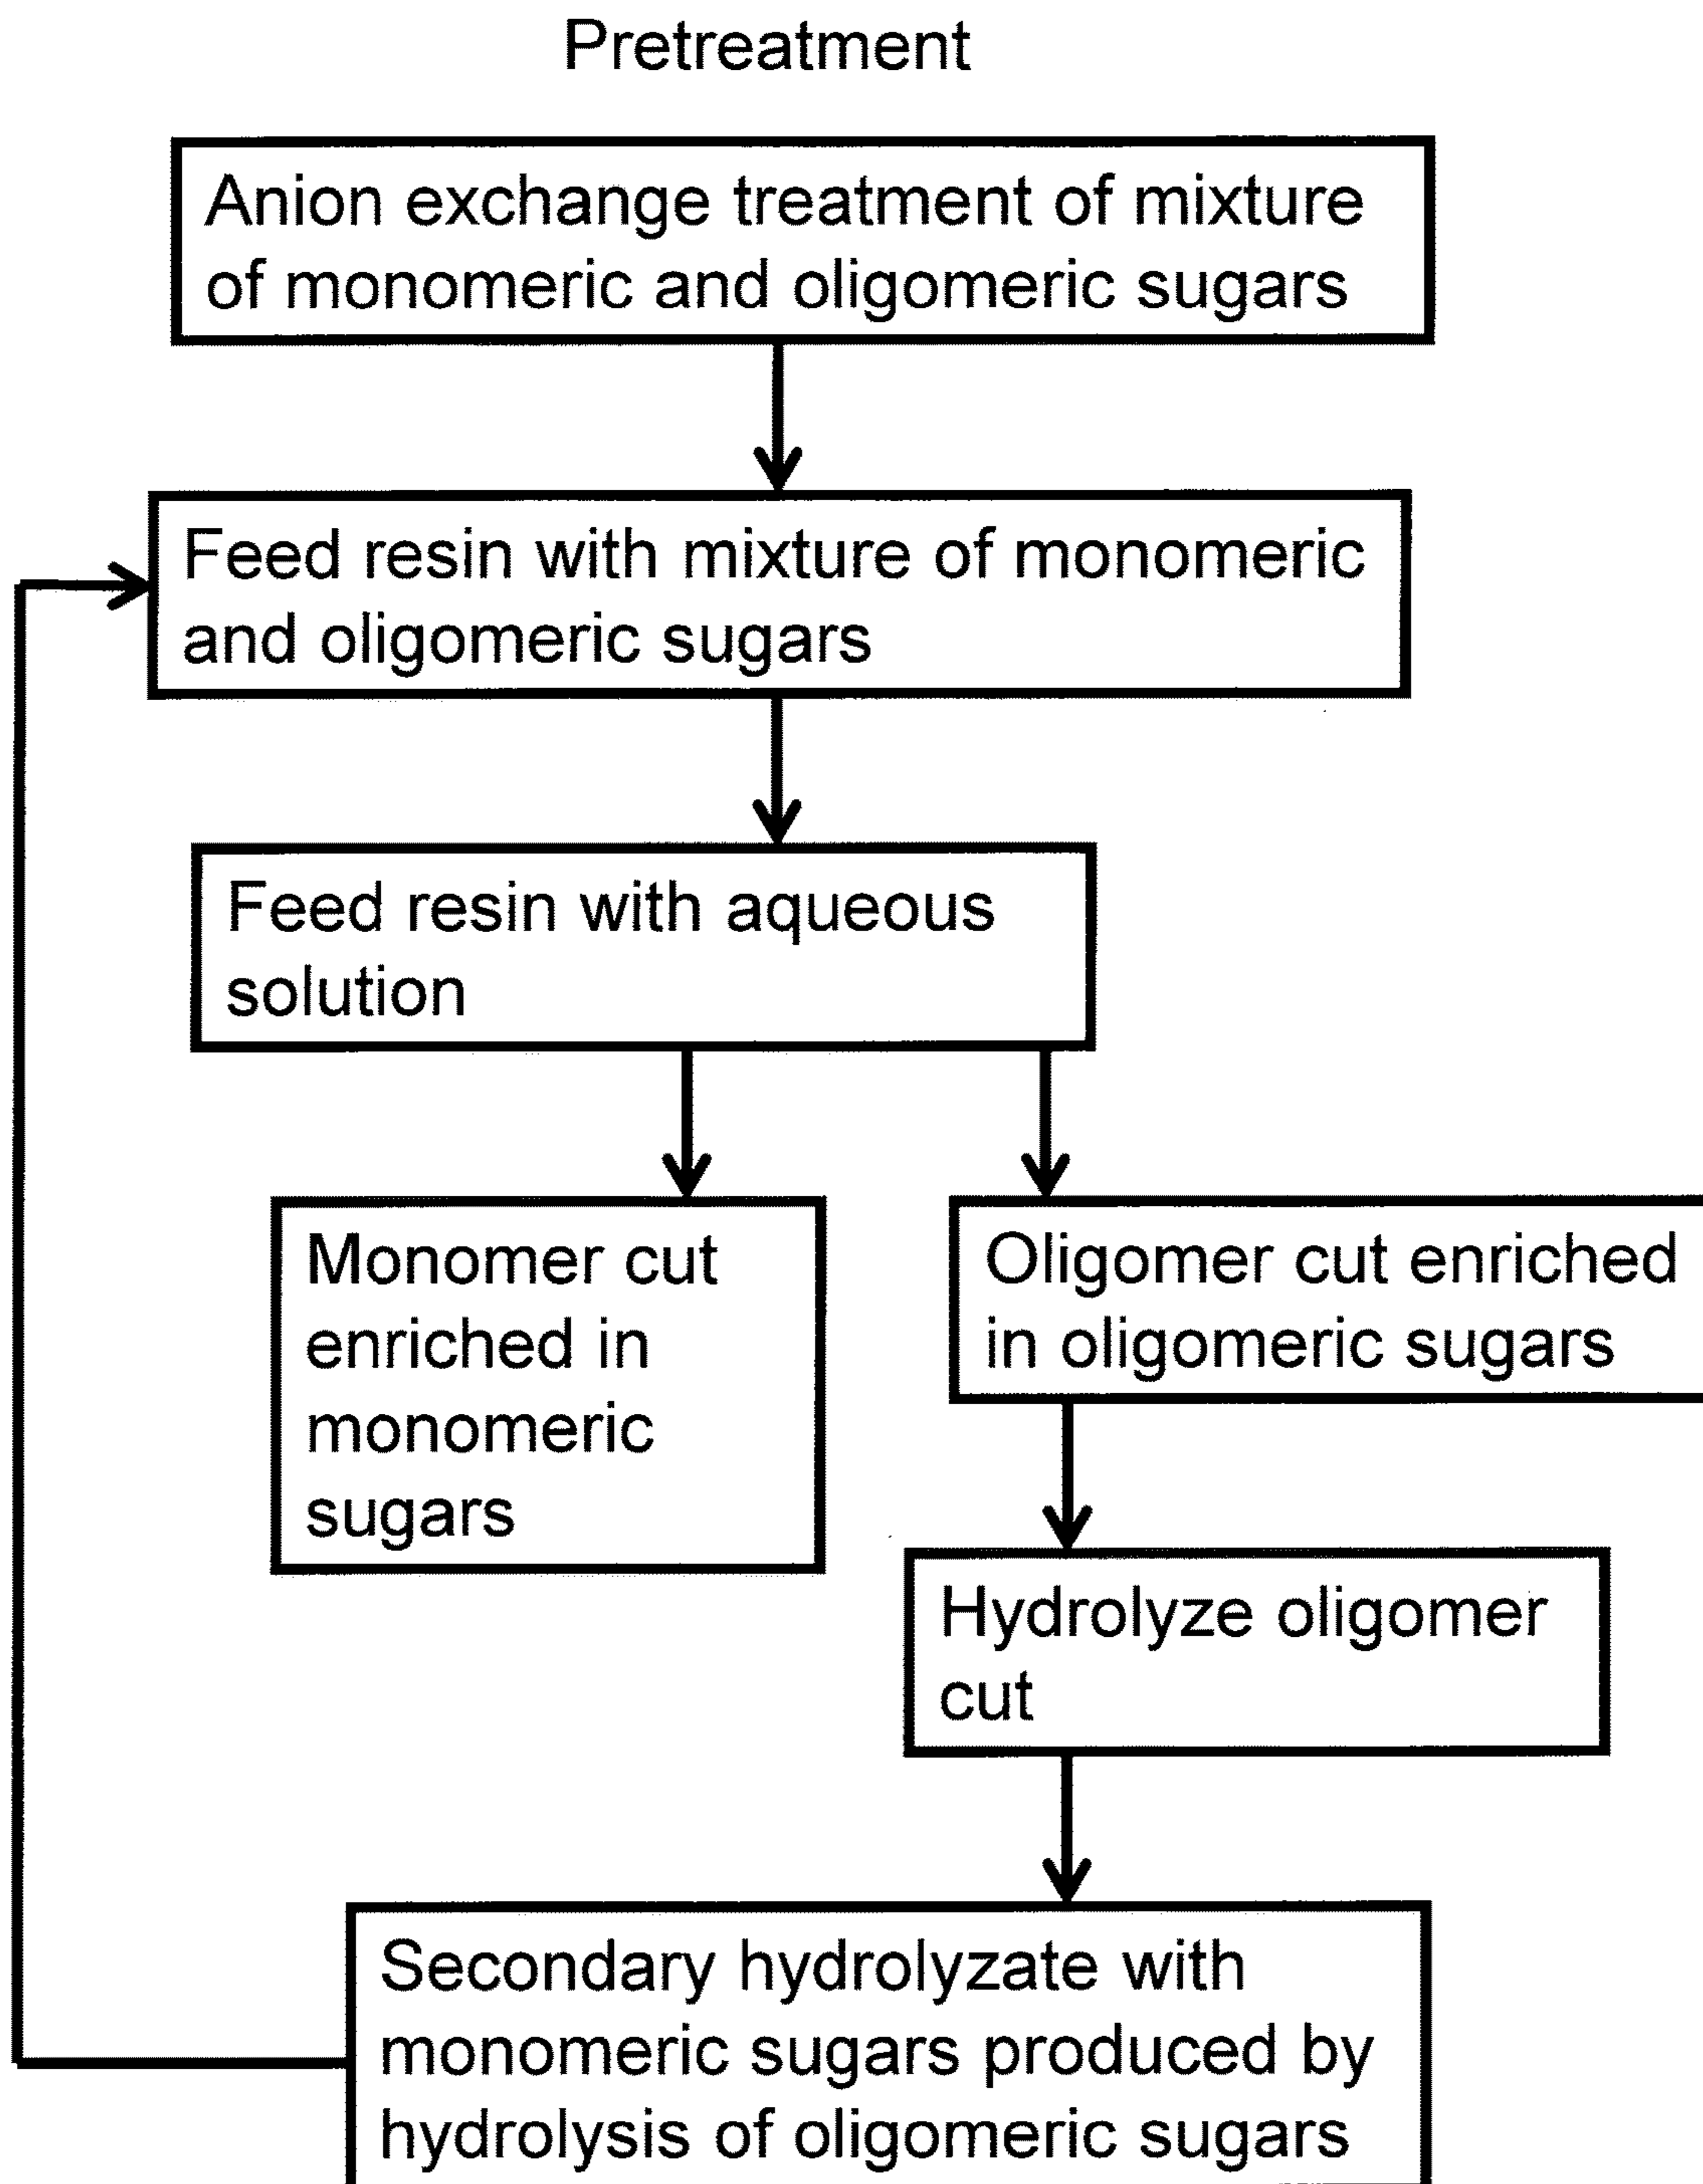 Pretreatment
Anion exchange treatment of mixture
of monomeric and oligomeric sugars
Feed resin with mixture of monomeric
and oligomeric sugars
Feed resin with aqueous
solution
Monomer cut
enriched in
monomeric
sugars
Oligomer cut enriched
in oligomeric sugars
Hydrolyze oligomer
cut
Secondary hydrolyzate with
monomeric sugars produced by
hydrolysis of oligomeric sugars